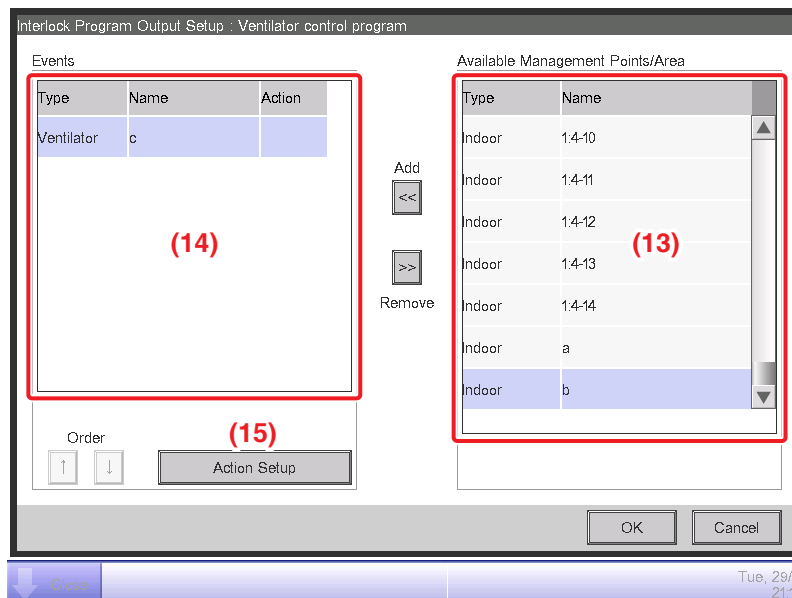 Interlock Program Output Setup : Ventilator control program
Events
Type Name Action
Ventilator c
(14)
Order
↑ ↓
(15)
Action Setup
Add
<<
>>
Remove
Available Management Points/Area
Type Name
Indoor 1:4-10
Indoor 1:4-11
Indoor 1:4-12
(13)
Indoor 1:4-13
Indoor 1:4-14
Indoor a
Indoor b
OK Cancel
Tue, 29/